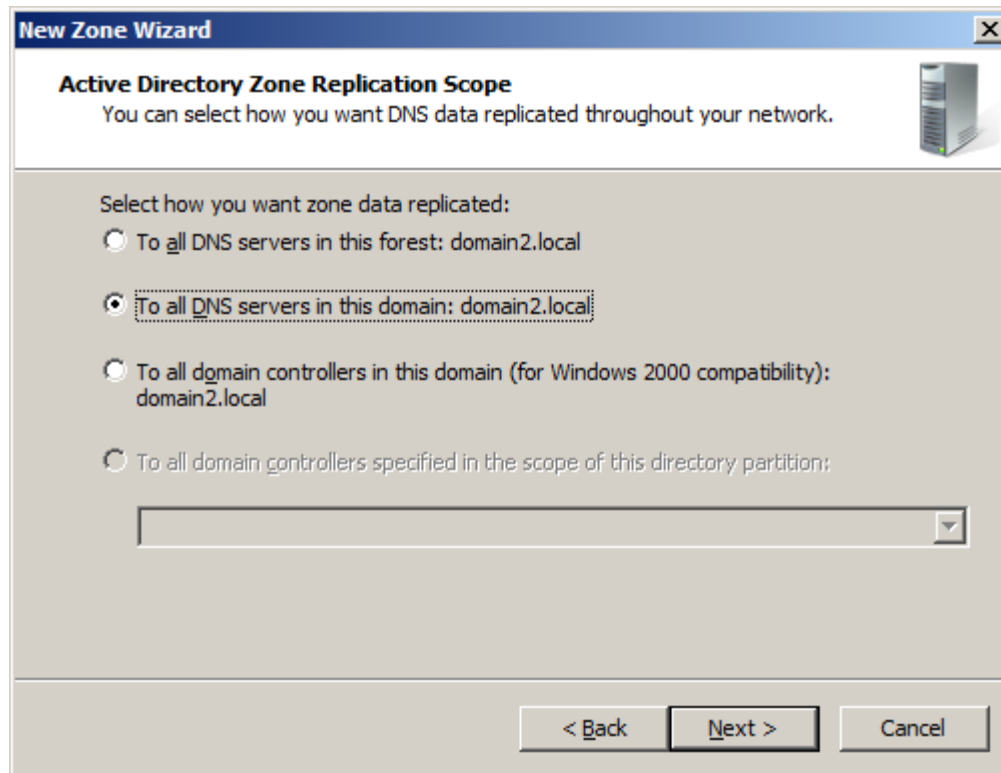 New Zone Wizard
Active Directory Zone Replication Scope
You can select how you want DNS data replicated throughout your network.
Select how you want zone data replicated:
To all DNS servers in this forest: domain2.local
To all DNS servers in this domain: domain2.local
To all domain controllers in this domain (for Windows 2000 compatibility):
domain2.local
To all domain controllers specified in the scope of this directory partition:
< Back Next > Cancel